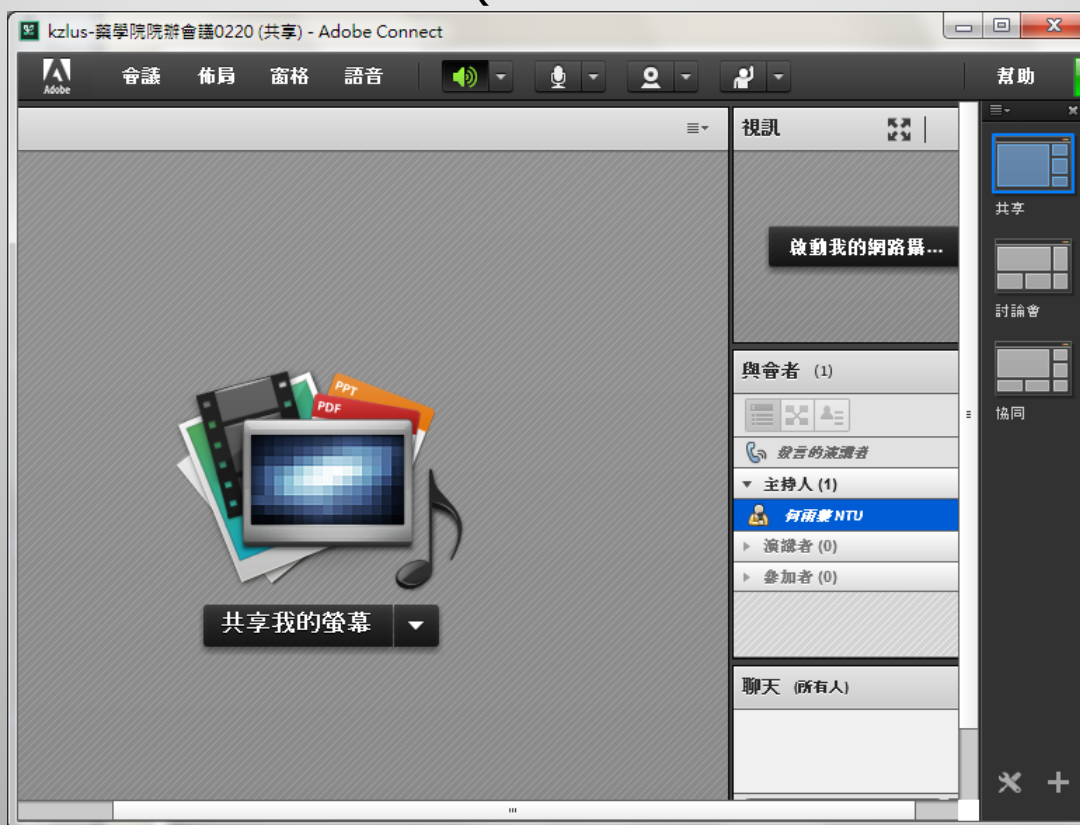 kzlus-藥學院院辦會議0220 (共享) - Adobe Connect
Adobe
會議 佈局 窗格 語音 幫助
視訊
啟動我的網路攝...
共享
討論會
協同
與會者 (1)
發言的演講者
主持人 (1)
NTU
演講者 (0)
參加者 (0)
PPT
PDF
共享我的螢幕
聊天 (所有人)